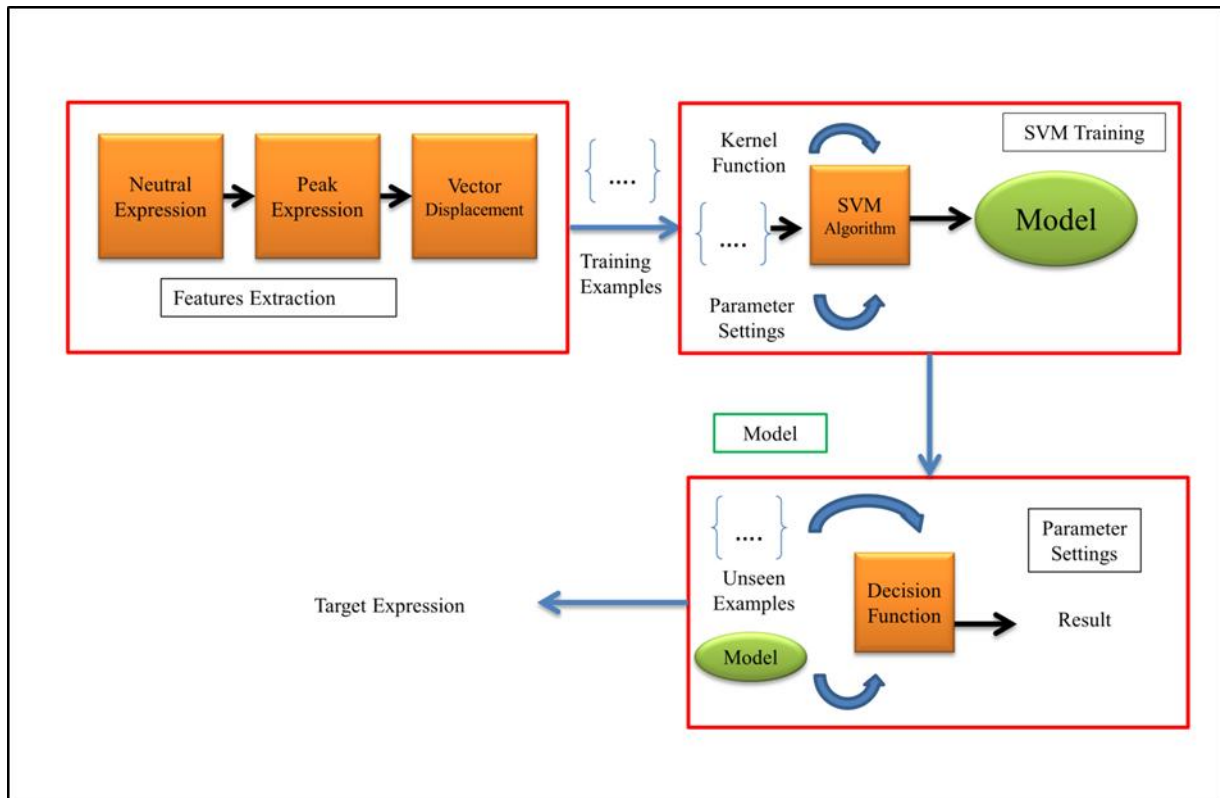 Neutral
Expression
Peak
Expression
Vector
Displacement
Features Extraction
....
Training
Examples
Kernel
Function
....
Parameter
Settings
SVM
Algorithm
SVM Training
Model
Model
....
Unseen
Examples
Model
Decision
Function
Parameter
Settings
Result
Target Expression